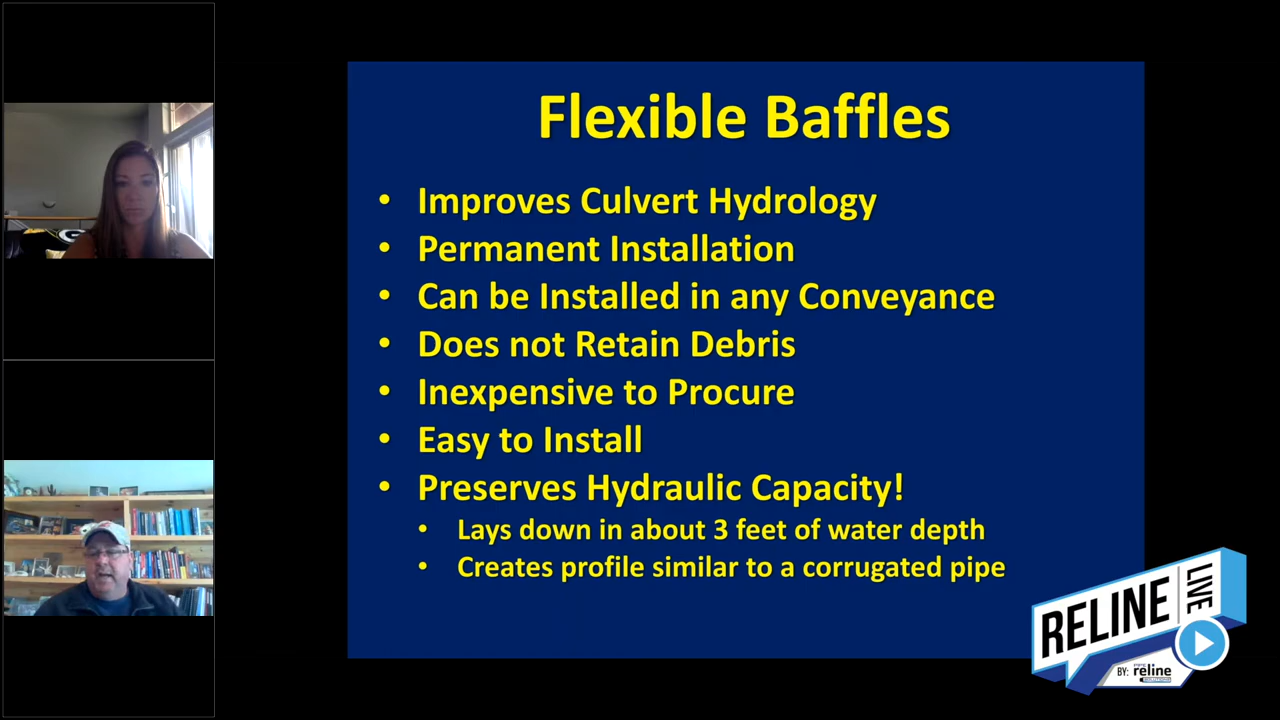 Flexible Baffles
• Improves Culvert Hydrology
• Permanent Installation
• Can be Installed in any Conveyance
• Does not Retain Debris
• Inexpensive to Procure
• Easy to Install
• Preserves Hydraulic Capacity!
• Lays down in about 3 feet of water depth
• Creates profile similar to a corrugated pipe
RELINE LIVE
BY: reline